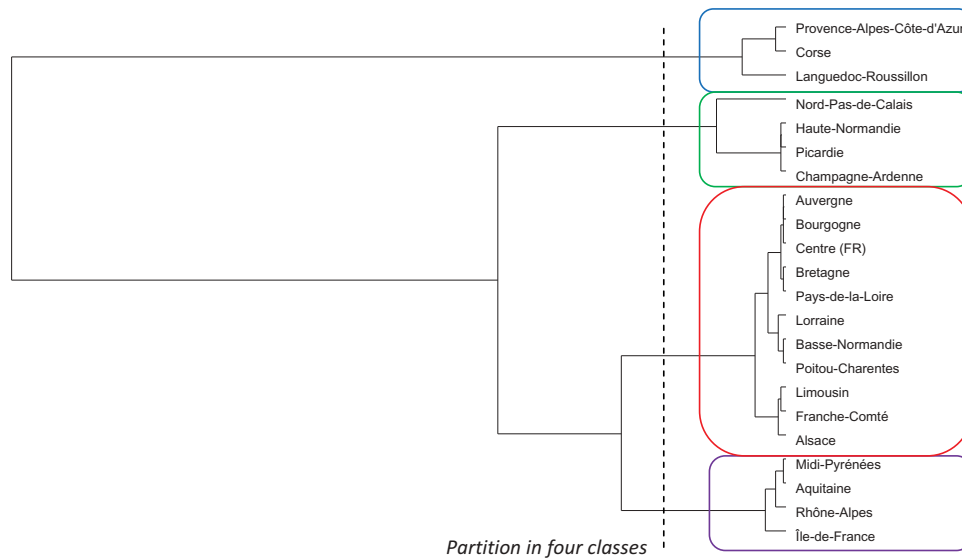 Provence-Alpes-Côte-d'Azur
Corse
Languedoc-Roussillon
Nord-Pas-de-Calais
Haute-Normandie
Picardie
Champagne-Ardenne
Auvergne
Bourgogne
Centre (FR)
Bretagne
Pays-de-la-Loire
Lorraine
Basse-Normandie
Poitou-Charentes
Limousin
Franche-Comté
Alsace
Midi-Pyrénées
Aquitaine
Rhône-Alpes
Île-de-France
Partition in four classes